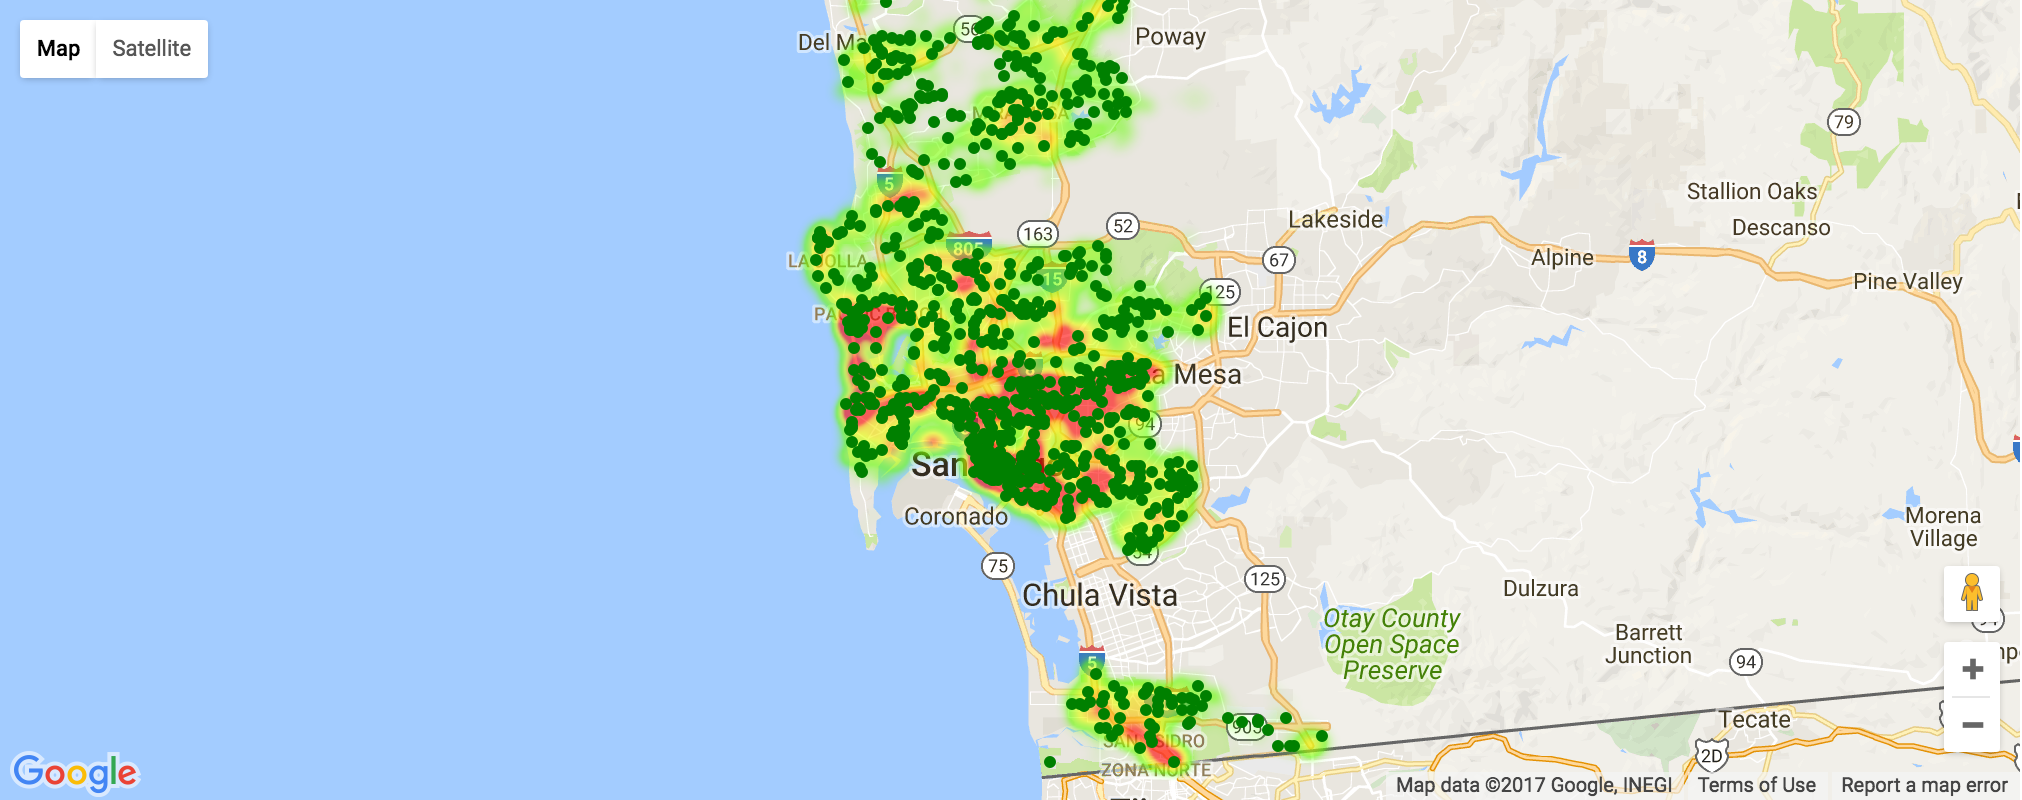 Map
Satellite
Del Ma
56
Poway
79
5
Stallion Oaks
Descanso
Lakeside
163
52
805
LA JOLLA
15
67
Alpine
8
Pine Valley
125
El Cajon
a Mesa
94
San
Coronado
Morena
Village
54
75
Chula Vista
125
Dulzura
Otay County
Open Space
Preserve
Barrett
Junction
94
94
5
905
SAN YSIDRO
ZONA NORTE
Tecate
2D
Google
Map data ©2017 Google, INEGI
Terms of Use
Report a map error